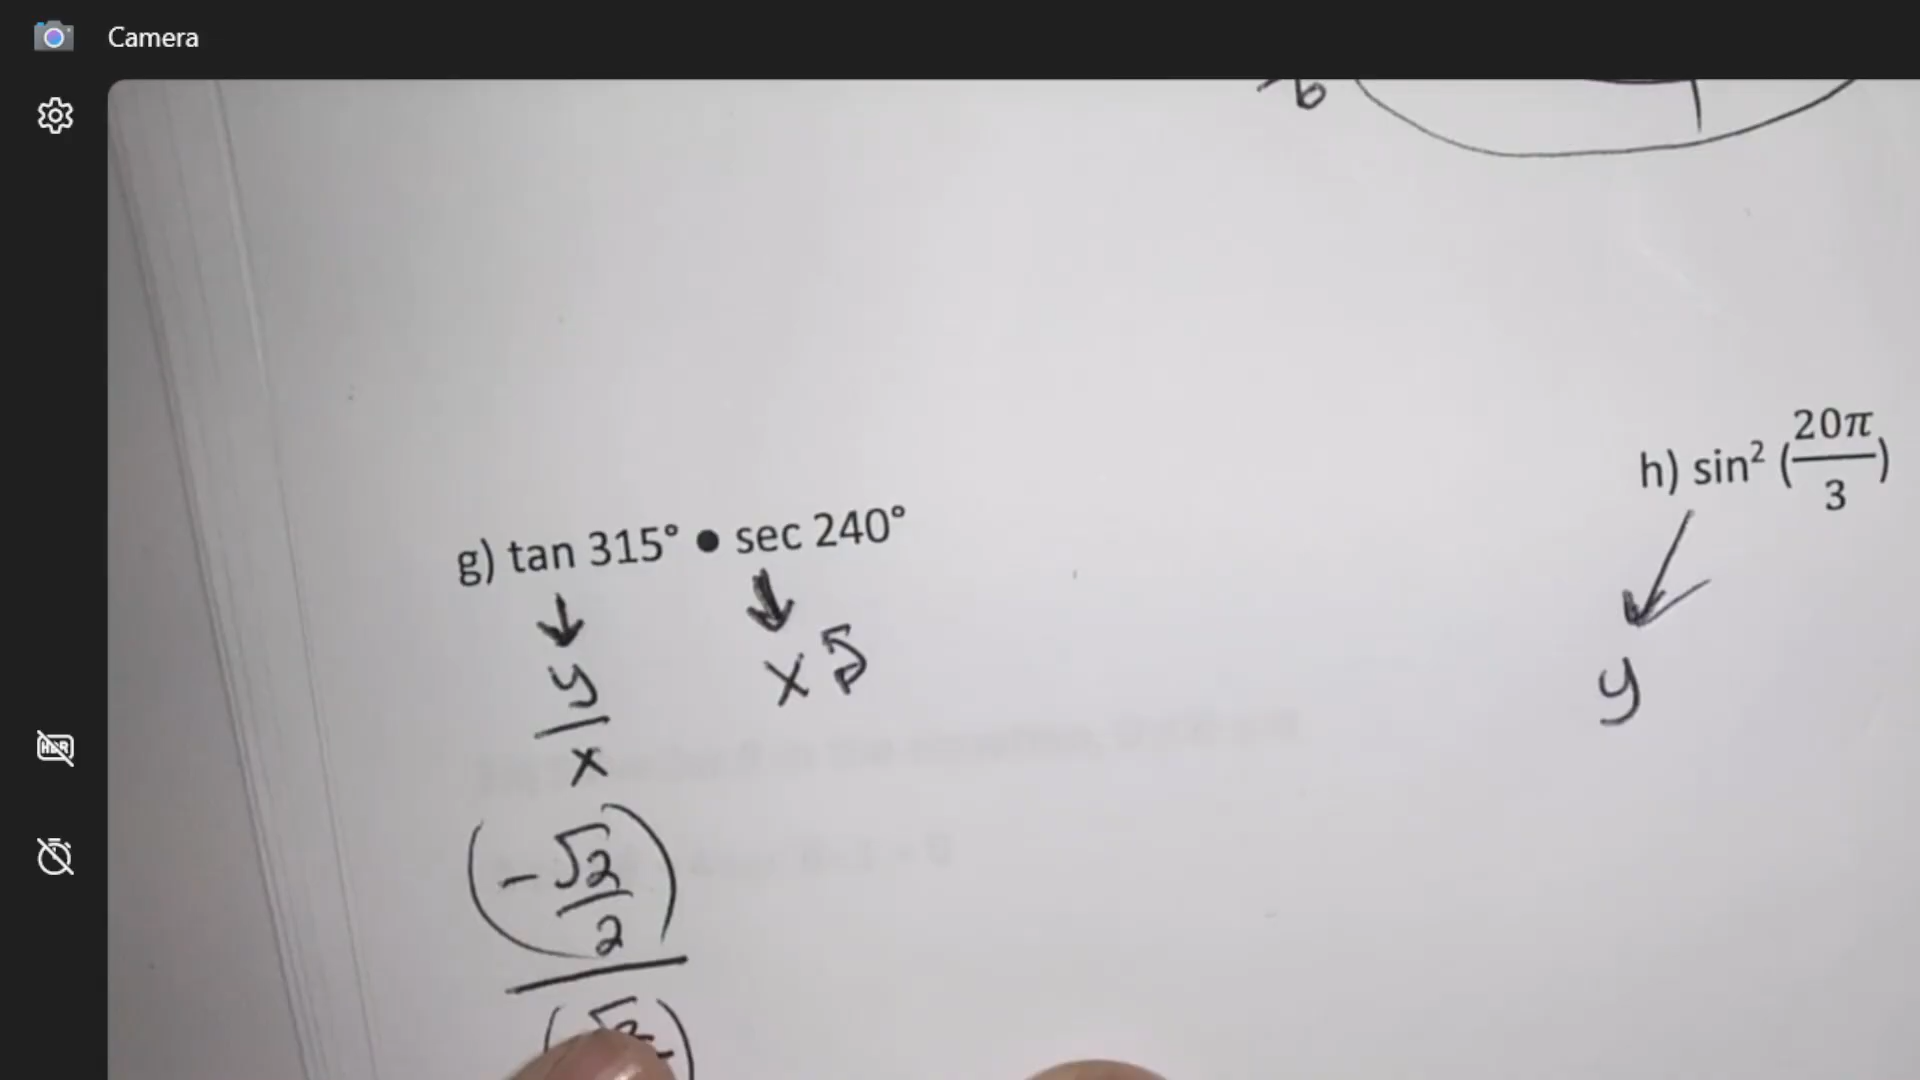 Camera
g) tan 315° • sec 240°
y
x
x
(-√2
2)
h) sin² (20π
3)
y